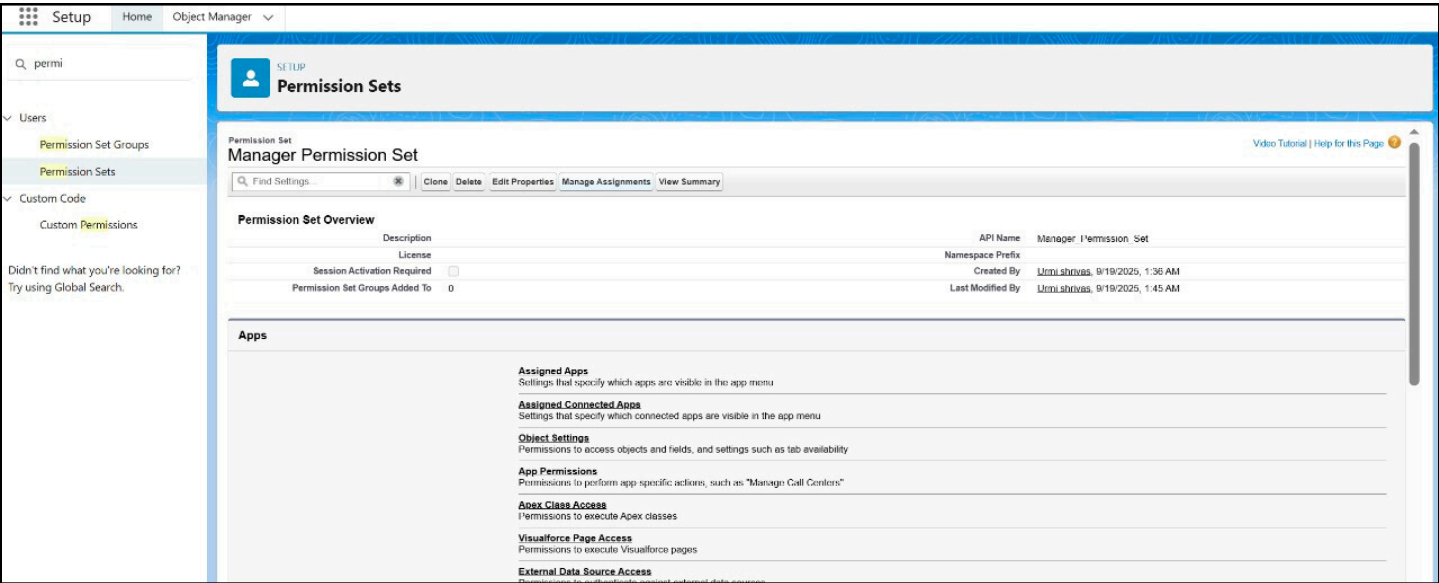 Setup Home Object Manager
permi
Users
Permission Set Groups
Permission Sets
Custom Code
Custom Permissions
Didn't find what you're looking for?
Try using Global Search.
SETUP
Permission Sets
Permission Set
Manager Permission Set
Video Tutorial | Help for this Page
Find Settings... Clone Delete Edit Properties Manage Assignments View Summary
Permission Set Overview
Description API Name Manager_Permission_Set
License Namespace Prefix
Session Activation Required Created By Urmi shrivas, 9/19/2025, 1:36 AM
Permission Set Groups Added To 0 Last Modified By Urmi shrivas, 9/19/2025, 1:45 AM
Apps
Assigned Apps
Settings that specify which apps are visible in the app menu
Assigned Connected Apps
Settings that specify which connected apps are visible in the app menu
Object Settings
Permissions to access objects and fields, and settings such as tab availability
App Permissions
Permissions to perform app-specific actions, such as "Manage Call Centers"
Apex Class Access
Permissions to execute Apex classes
Visualforce Page Access
Permissions to execute Visualforce pages
External Data Source Access
Permissions to authenticate against external data sources